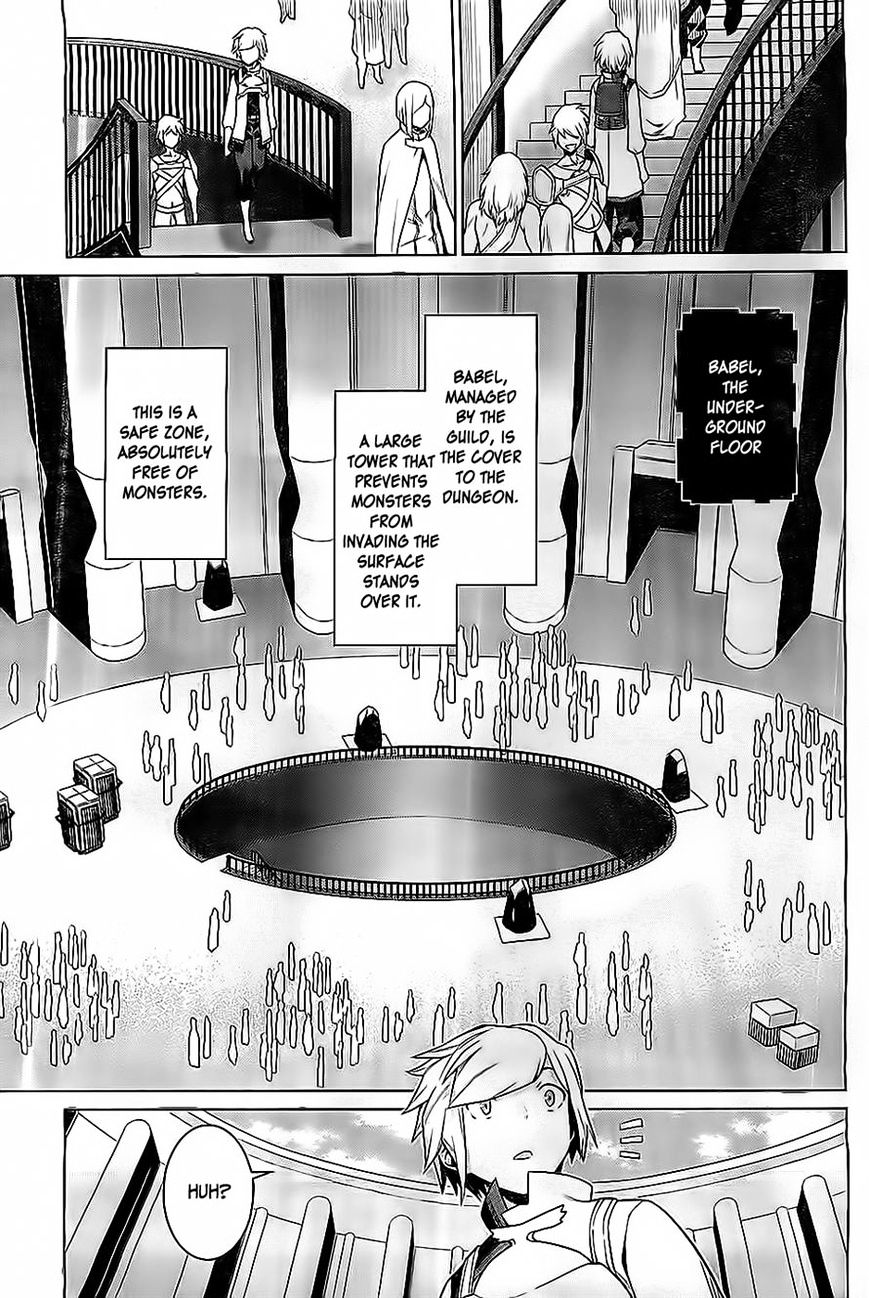 BABEL,
THE
UNDER-
GROUND
FLOOR
BABEL,
MANAGED
BY THE
GUILD, IS
THE COVER
TO THE
DUNGEON.
A LARGE
TOWER THAT
PREVENTS
MONSTERS
FROM
INVADING THE
SURFACE
STANDS
OVER IT.
THIS IS A
SAFE ZONE,
ABSOLUTELY
FREE OF
MONSTERS.
HUH?